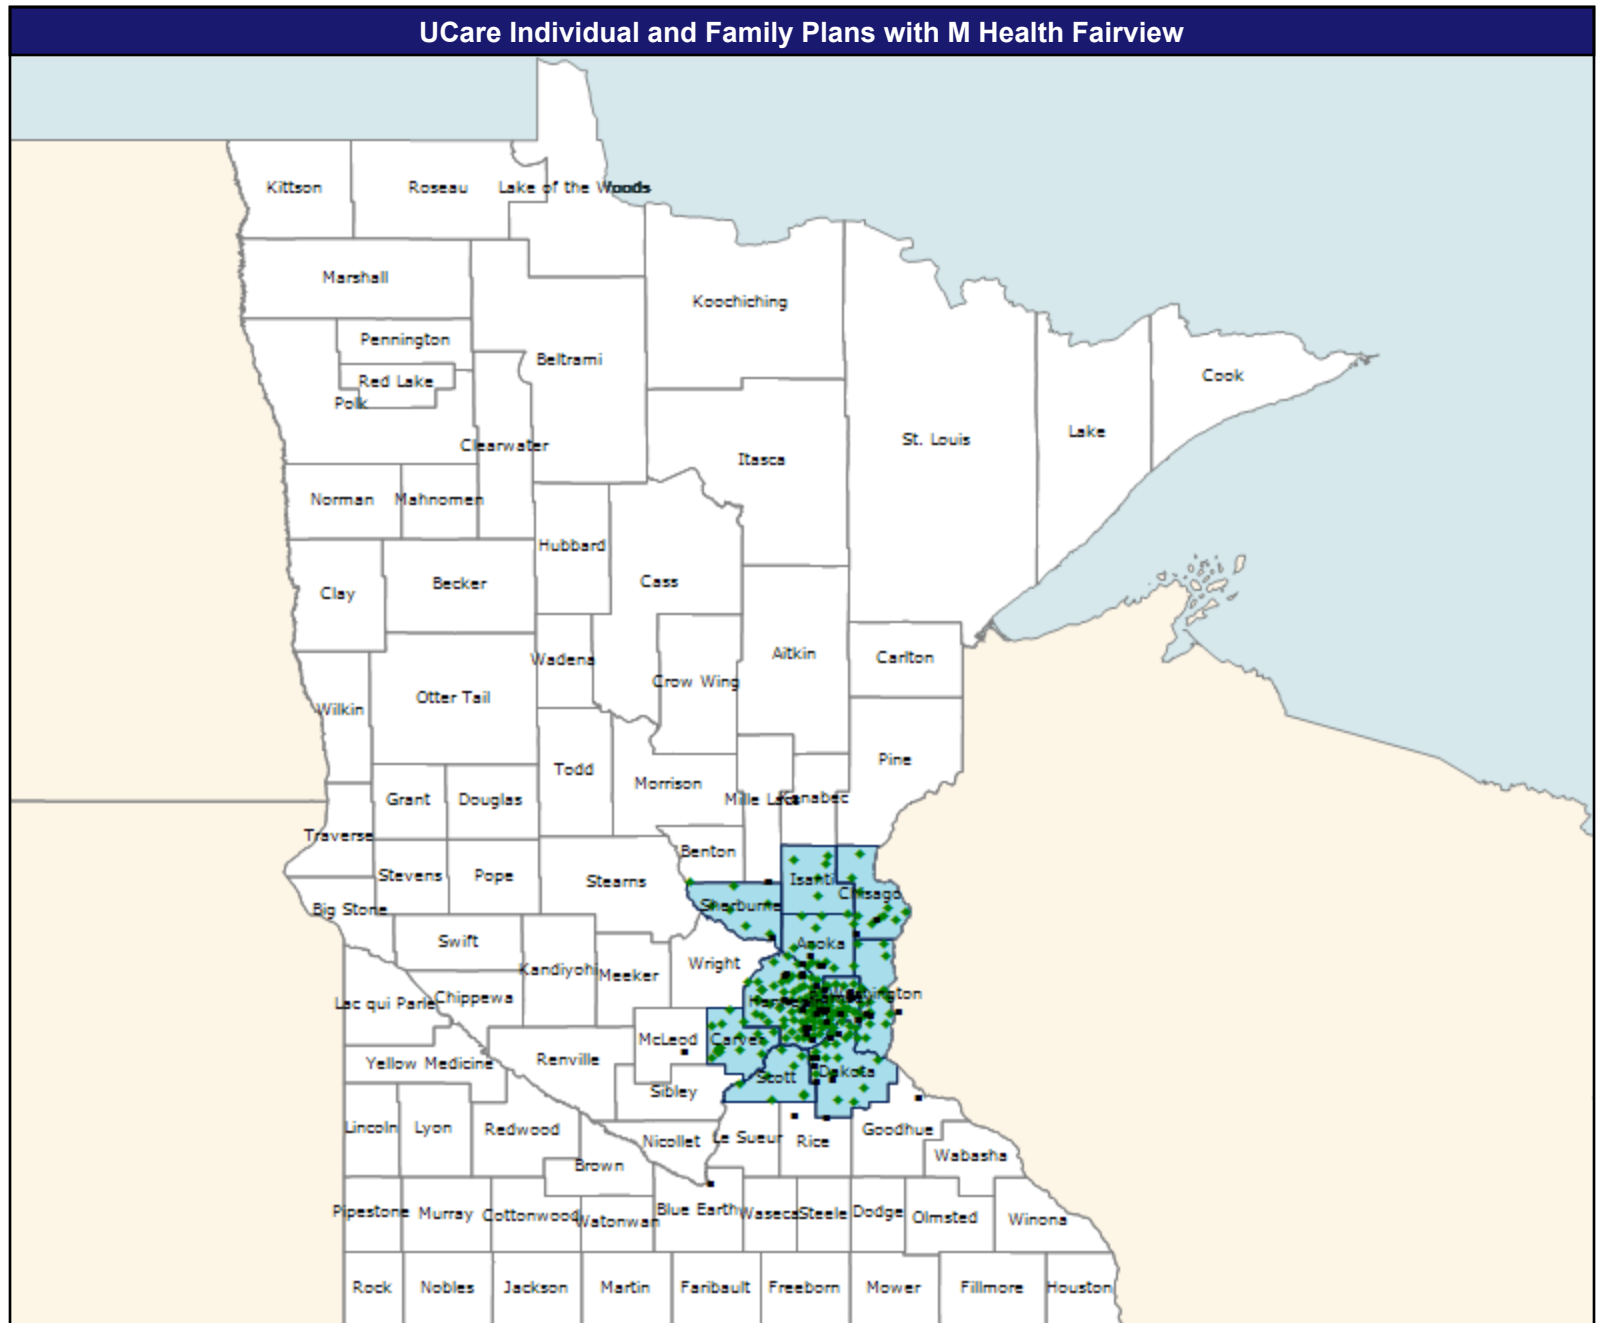 UCare Individual and Family Plans with M Health Fairview
Kittson
Roseau
Lake of the Woods
Marshall
Koochiching
Pennington
Beltrami
Red Lake
Cook
Polk
Lake
St. Louis
Clearwater
Itasca
Norman
Mahnomen
Hubbard
Cass
Becker
Clay
Aitkin
Carlton
Wadena
Crow Wing
Otter Tail
Wilkin
Pine
Todd
Morrison
Grant
Douglas
Mille Lacs
Kanabec
Traverse
Benton
Stevens
Pope
Stearns
Isanti
Chisago
Big Stone
Sherburne
Swift
Anoka
Wright
Kandiyohi
Meeker
Lac qui Parle
Chippewa
Washington
McLeod
Carver
Yellow Medicine
Renville
Scott
Dakota
Sibley
Lincoln
Lyon
Redwood
Nicollet
Le Sueur
Rice
Goodhue
Brown
Wabasha
Pipestone
Murray
Cottonwood
Watonwan
Blue Earth
Waseca
Steele
Dodge
Olmsted
Winona
Rock
Nobles
Jackson
Martin
Faribault
Freeborn
Mower
Fillmore
Houston